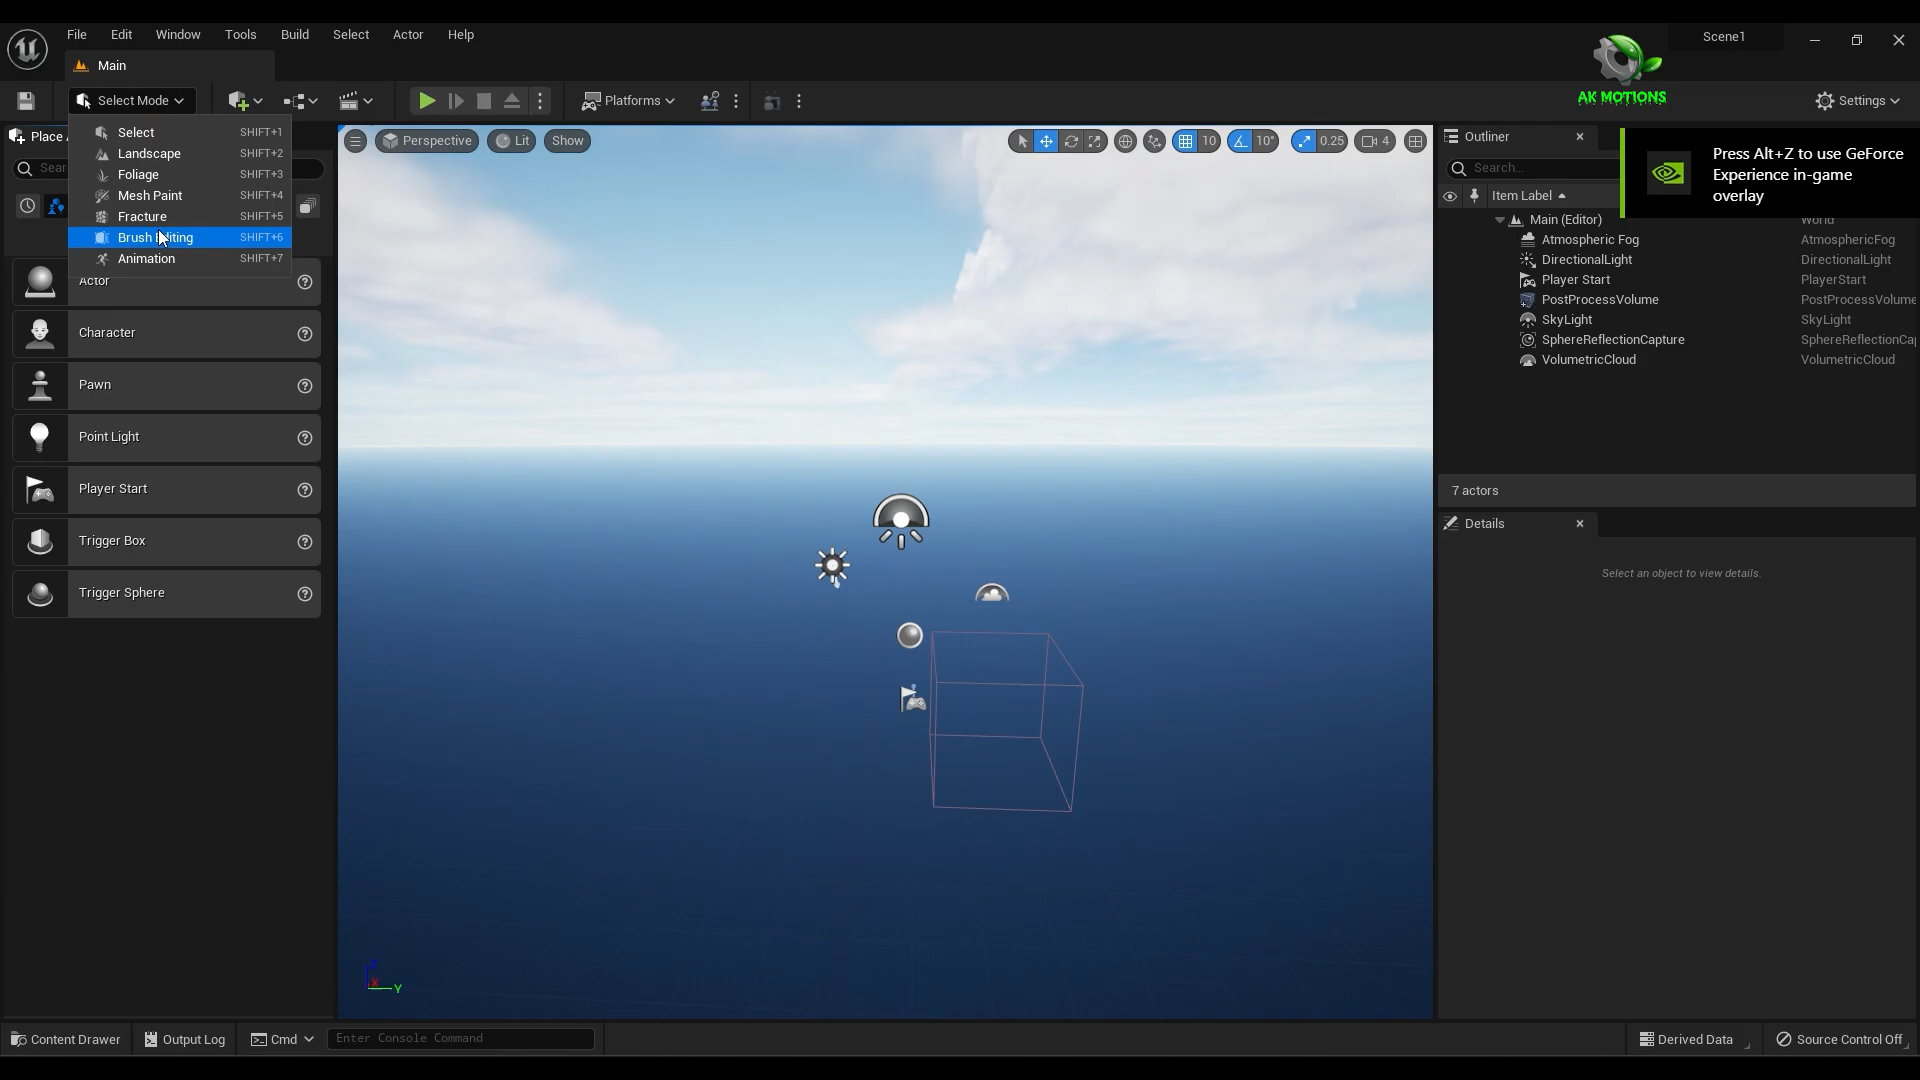 File Edit Window Tools Build Select Actor Help
Scene1
Main
Select Mode
Platforms
AK MOTIONS
Settings
Place A
Sear
Select SHIFT+1
Landscape SHIFT+2
Foliage SHIFT+3
Mesh Paint SHIFT+4
Fracture SHIFT+5
Brush Editing SHIFT+6
Animation SHIFT+7
Actor
Character
Pawn
Point Light
Player Start
Trigger Box
Trigger Sphere
Perspective Lit Show
10 10° 0.25 4
Z
X
Y
Outliner
Search...
Press Alt+Z to use GeForce
Experience in-game
overlay
Item Label
Main (Editor) World
Atmospheric Fog AtmosphericFog
DirectionalLight DirectionalLight
Player Start PlayerStart
PostProcessVolume PostProcessVolume
SkyLight SkyLight
SphereReflectionCapture SphereReflectionCap
VolumetricCloud VolumetricCloud
7 actors
Details
Select an object to view details.
Content Drawer Output Log Cmd Enter Console Command Derived Data Source Control Off